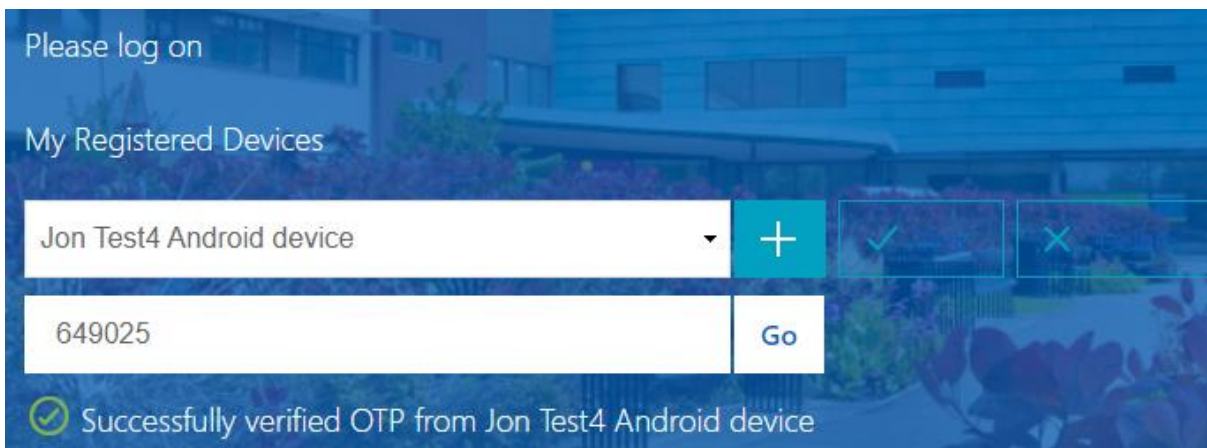 Please log on
My Registered Devices
Jon Test4 Android device
649025 Go
Successfully verified OTP from Jon Test4 Android device